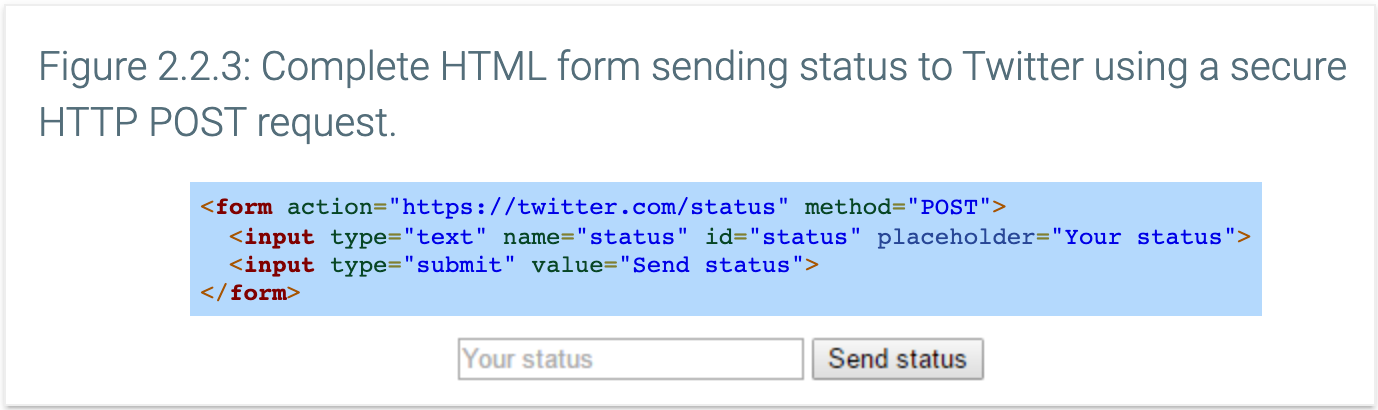 Figure 2.2.3: Complete HTML form sending status to Twitter using a secure
HTTP POST request.
<form action="https://twitter.com/status" method="POST">
  <input type="text" name="status" id="status" placeholder="Your status">
  <input type="submit" value="Send status">
</form>
Your status Send status